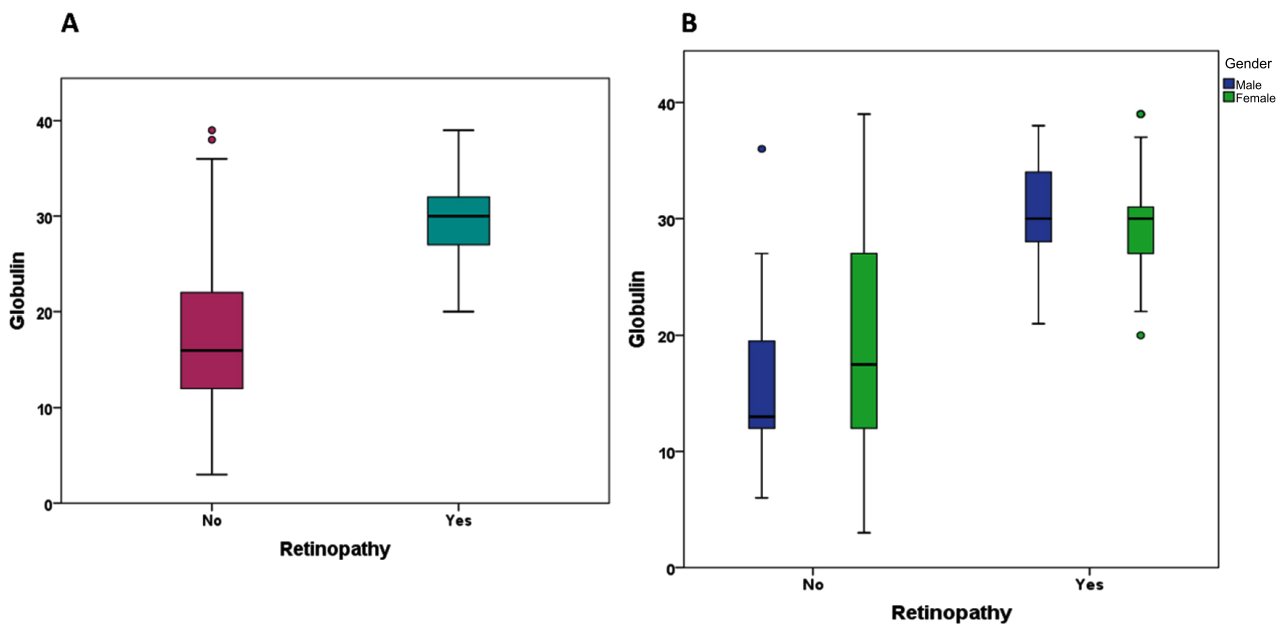 A
Globulin
40
30
20
10
0
No
Yes
Retinopathy
B
Gender
Male
Female
Globulin
40
30
20
10
0
No
Yes
Retinopathy